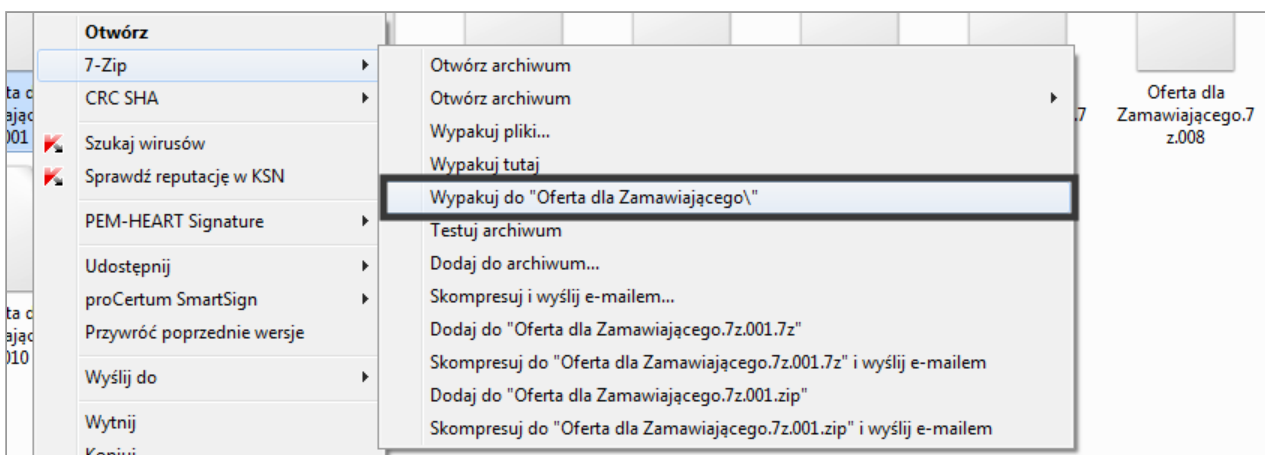 Otwórz
7-Zip
CRC SHA
Szukaj wirusów
Sprawdź reputację w KSN
PEM-HEART Signature
Udostępnij
proCertum SmartSign
Przywróć poprzednie wersje
Wyślij do
Wytnij
Kopiuj
Otwórz archiwum
Otwórz archiwum
Wypakuj pliki...
Wypakuj tutaj
Wypakuj do "Oferta dla Zamawiającego\"
Testuj archiwum
Dodaj do archiwum...
Skompresuj i wyślij e-mailem...
Dodaj do "Oferta dla Zamawiającego.7z.001.7z"
Skompresuj do "Oferta dla Zamawiającego.7z.001.7z" i wyślij e-mailem
Dodaj do "Oferta dla Zamawiającego.7z.001.zip"
Skompresuj do "Oferta dla Zamawiającego.7z.001.zip" i wyślij e-mailem
Oferta dla
Zamawiającego.7
z.008